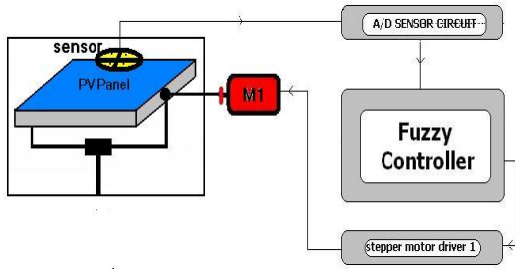 sensor
PVPanel
M1
A/D SENSOR CIRCUIT
Fuzzy
Controller
stepper motor driver 1